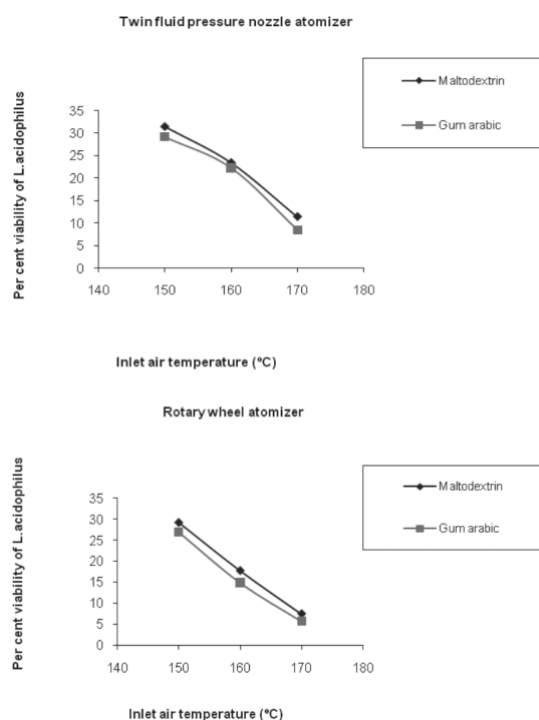 Twin fluid pressure nozzle atomizer
Maltodextrin
Gum arabic
Per cent viability of L.acidophilus
35
30
25
20
15
10
5
0
140 150 160 170 180
Inlet air temperature (°C)
Rotary wheel atomizer
Maltodextrin
Gum arabic
Per cent viability of L.acidophilus
35
30
25
20
15
10
5
0
140 150 160 170 180
Inlet air temperature (°C)